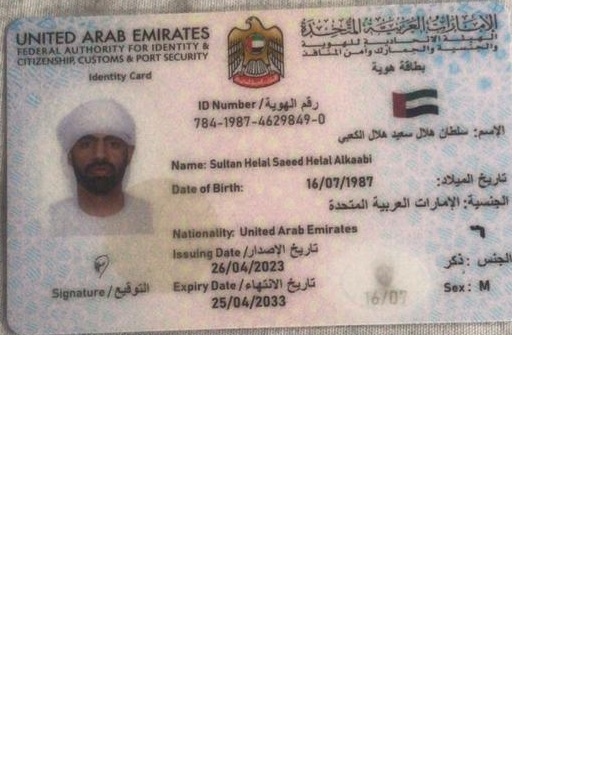 UNITED ARAB EMIRATES
FEDERAL AUTHORITY FOR IDENTITY &
CITIZENSHIP, CUSTOMS & PORT SECURITY
Identity Card
الإمارات العربية المتحدة
الهيئة الاتحادية للهوية
والجنسية والجمارك وأمن المنافذ
بطاقة هوية
ID Number / رقم الهوية
784-1987-4629849-0
الإسم: سلطان هلال سعيد هلال الكعبي
Name: Sultan Helal Saeed Helal Alkaabi
Date of Birth: 16/07/1987 تاريخ الميلاد:
الجنسية: الإمارات العربية المتحدة
Nationality: United Arab Emirates
Issuing Date / تاريخ الإصدار
26/04/2023
الجنس: ذكر
Expiry Date / تاريخ الانتهاء
Sex: M
25/04/2033
Signature / التوقيع
16/07